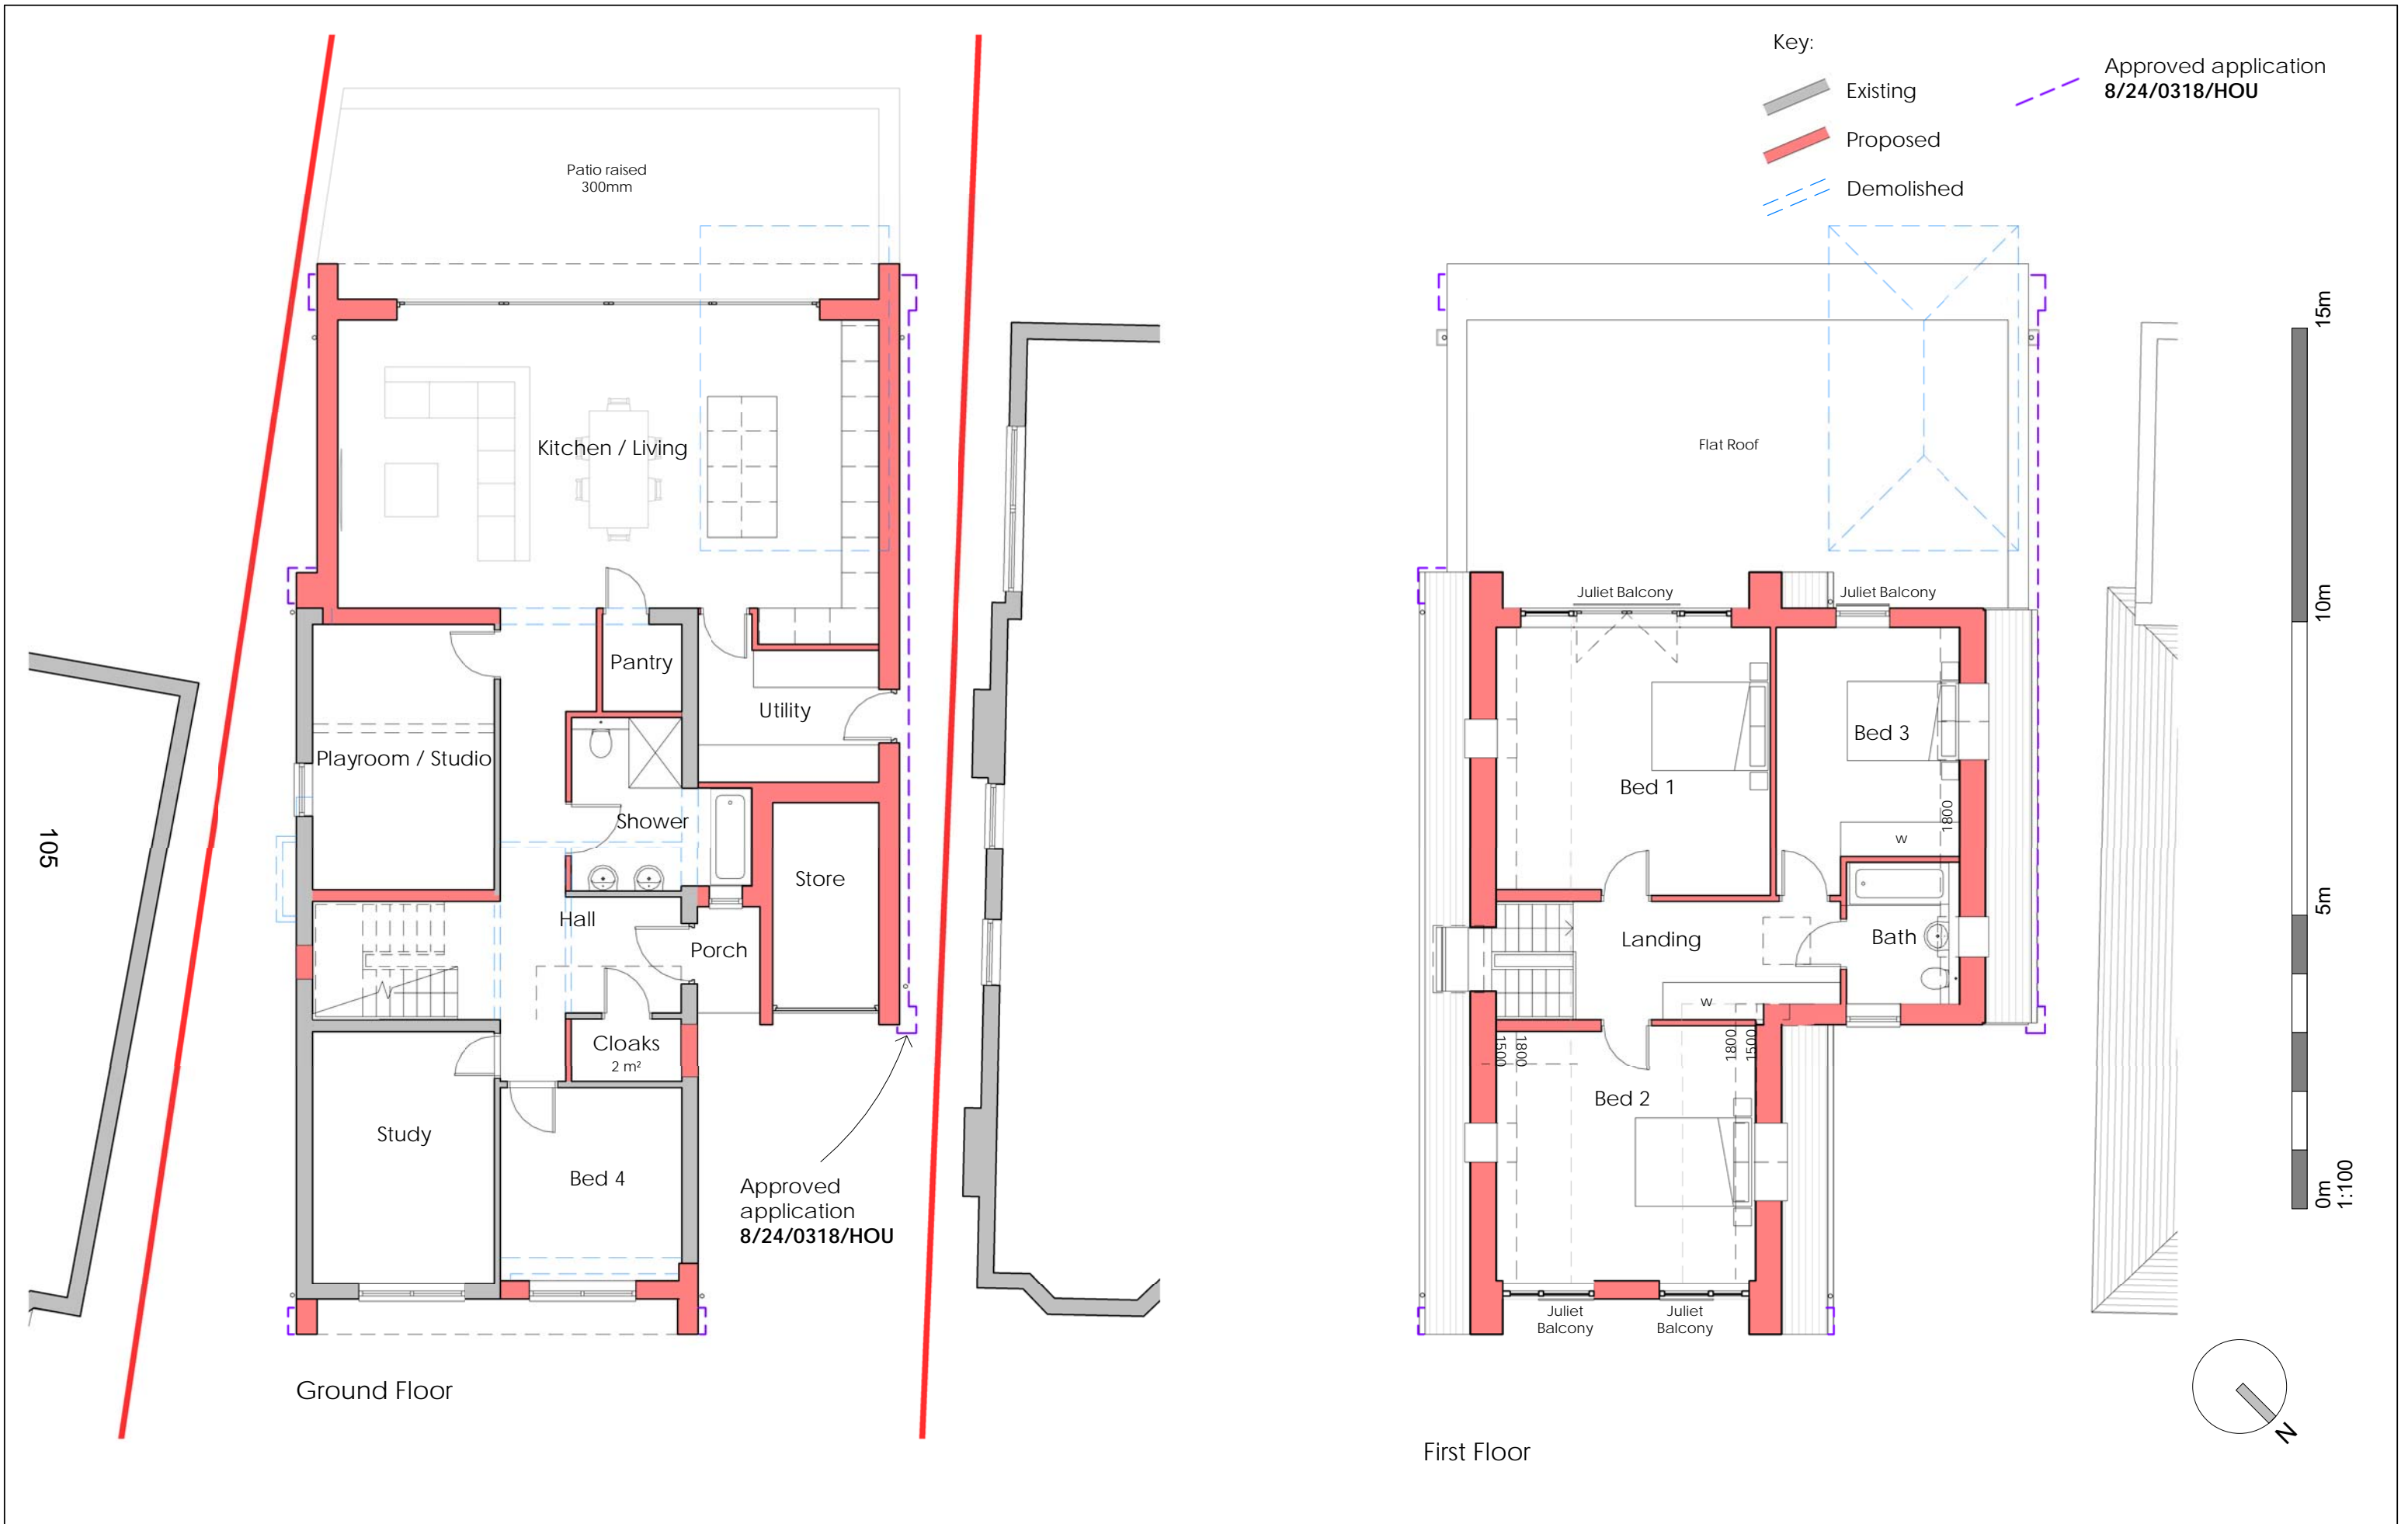 Key:
Existing
Proposed
Demolished
Approved application
8/24/0318/HOU
Patio raised
300mm
Kitchen / Living
Pantry
Utility
Playroom / Studio
Shower
Store
Hall
Porch
Cloaks
2 m²
Study
Bed 4
105
Approved
application
8/24/0318/HOU
Ground Floor
Flat Roof
Juliet Balcony
Juliet Balcony
Bed 1
Bed 3
1800
W
Landing
Bath
W
1500
1800
1800
1500
Bed 2
Juliet
Balcony
Juliet
Balcony
First Floor
15m
10m
5m
0m
1:100
N